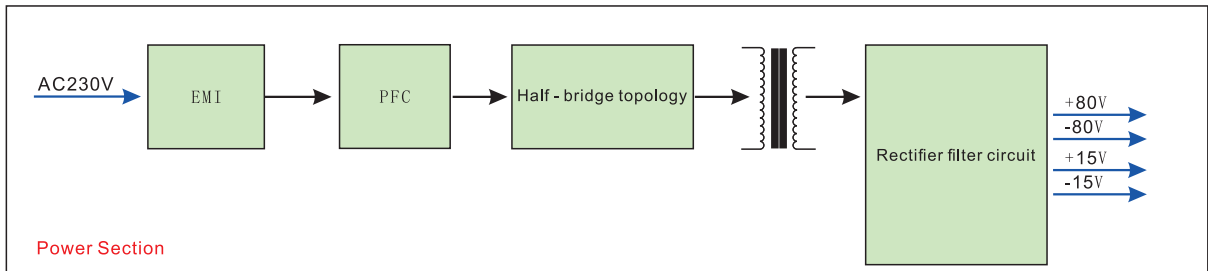 AC230V
EMI
PFC
Half - bridge topology
Rectifier filter circuit
+80V
-80V
+15V
-15V
Power Section